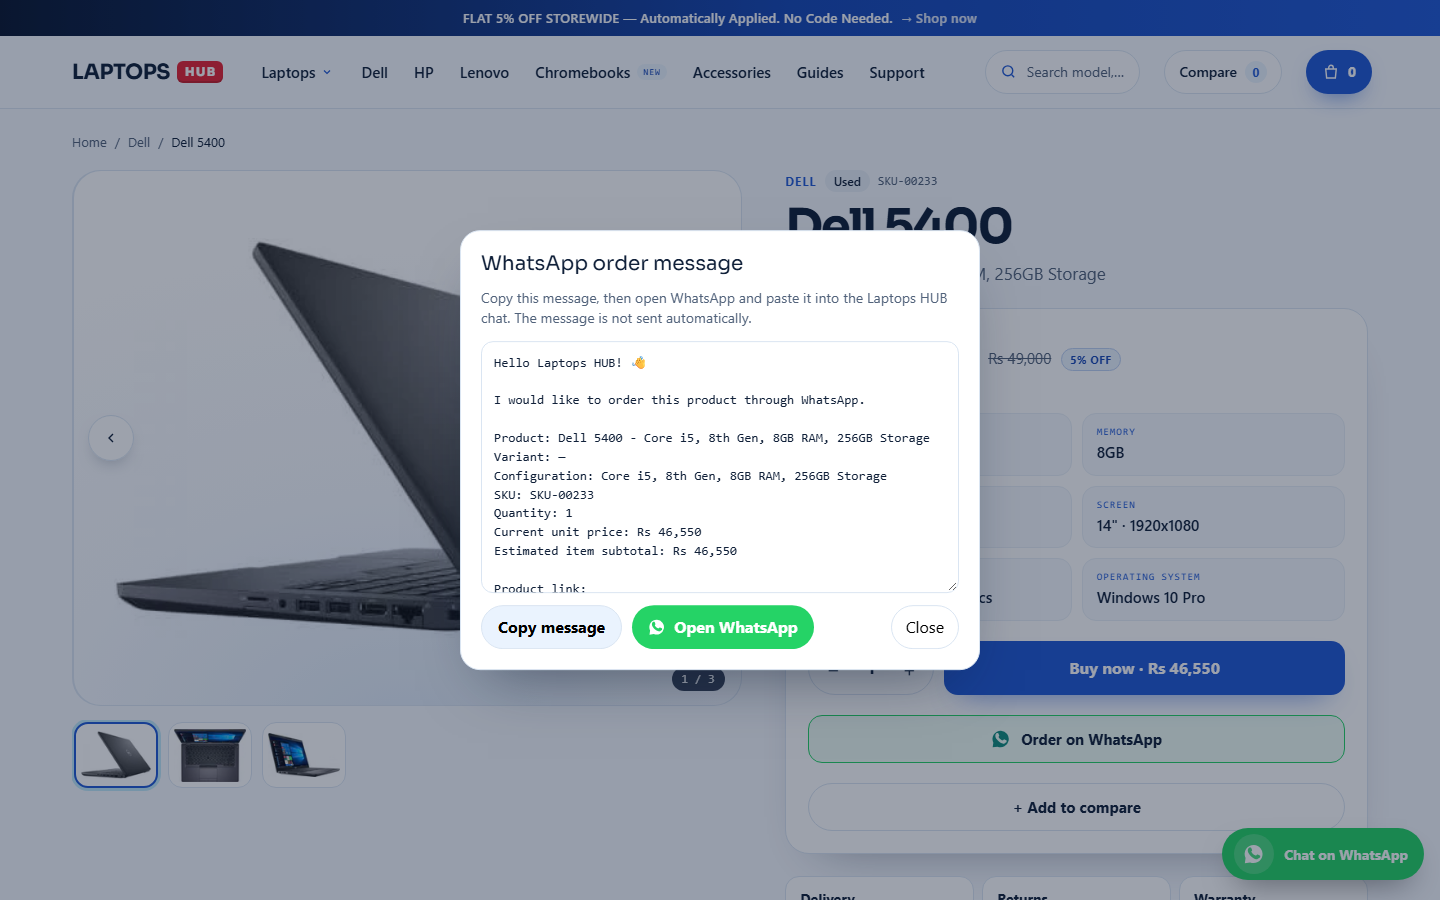 FLAT 5% OFF STOREWIDE — Automatically Applied. No Code Needed. → Shop now
LAPTOPS HUB
Laptops
Dell
HP
Lenovo
Chromebooks NEW
Accessories
Guides
Support
Search model,...
Compare 0
0
Home / Dell / Dell 5400
DELL Used SKU-00233
Dell 5400
M, 256GB Storage
Rs 49,000 5% OFF
MEMORY
8GB
SCREEN
14" · 1920x1080
cs
OPERATING SYSTEM
Windows 10 Pro
WhatsApp order message
Copy this message, then open WhatsApp and paste it into the Laptops HUB
chat. The message is not sent automatically.
Hello Laptops HUB! 👋
I would like to order this product through WhatsApp.
Product: Dell 5400 - Core i5, 8th Gen, 8GB RAM, 256GB Storage
Variant: —
Configuration: Core i5, 8th Gen, 8GB RAM, 256GB Storage
SKU: SKU-00233
Quantity: 1
Current unit price: Rs 46,550
Estimated item subtotal: Rs 46,550
Product link:
Copy message
Open WhatsApp
Close
1 / 3
Buy now · Rs 46,550
Order on WhatsApp
+ Add to compare
Chat on WhatsApp
Delivery
Returns
Warranty